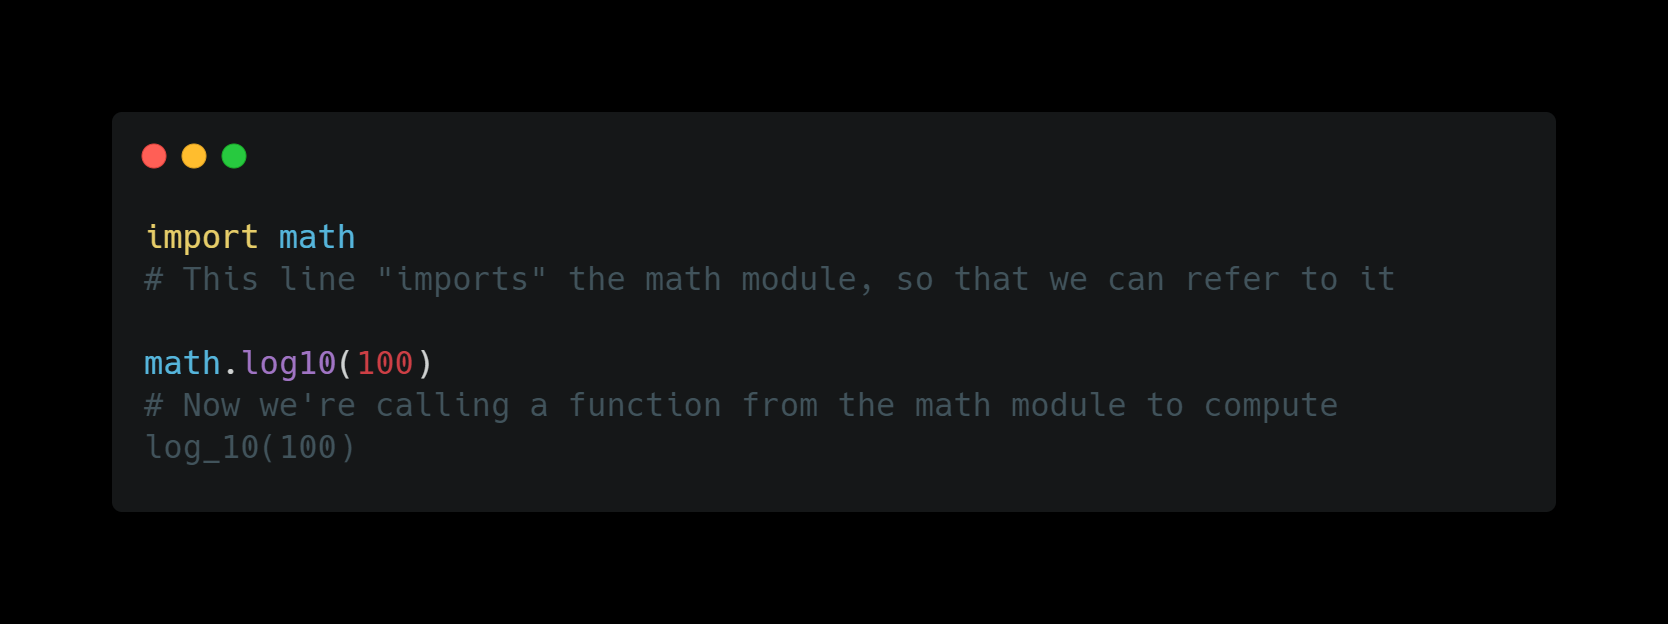 import math
# This line "imports" the math module, so that we can refer to it
math.log10(100)
# Now we're calling a function from the math module to compute
log_10(100)